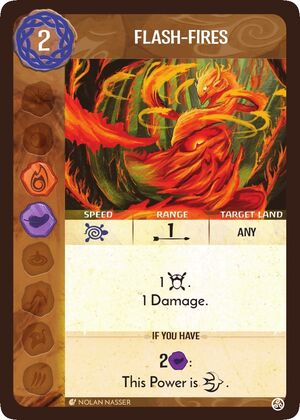 2
FLASH-FIRES
SPEED RANGE TARGET LAND
1 ANY
1 .
1 Damage.
IF YOU HAVE
2 :
This Power is .
NOLAN NASSER